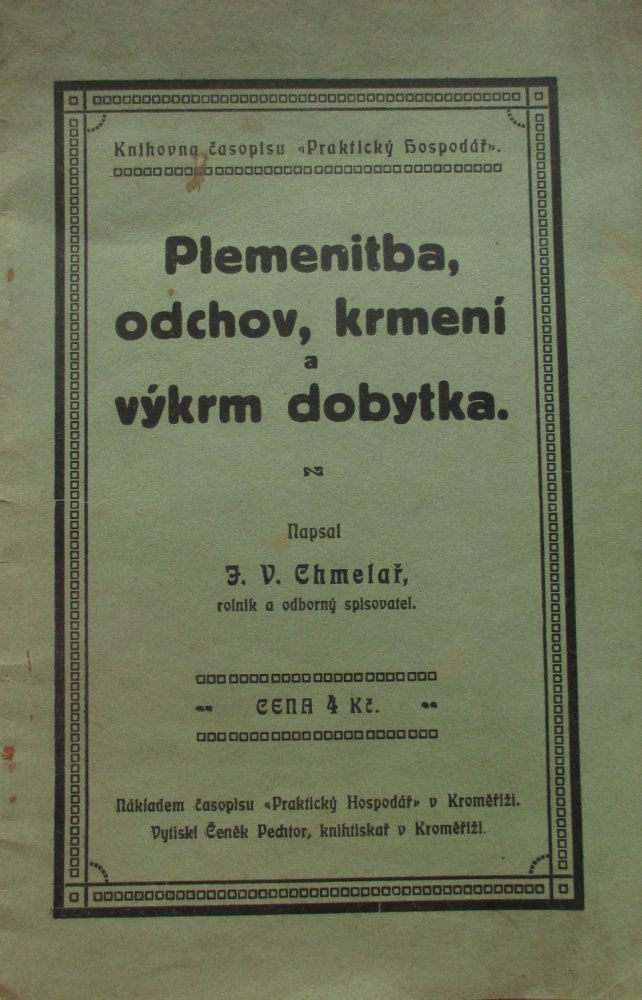 Knihovna časopisu «Praktický Hospodář».
Plemenitba,
odchov, krmení
a
výkrm dobytka.
Napsal
J. V. Chmelař,
rolník a odborný spisovatel.
CENA 4 Kč.
Nákladem časopisu «Praktický Hospodář» v Kroměříži.
Vytiskl Čeněk Pechtor, knihtiskař v Kroměříži.